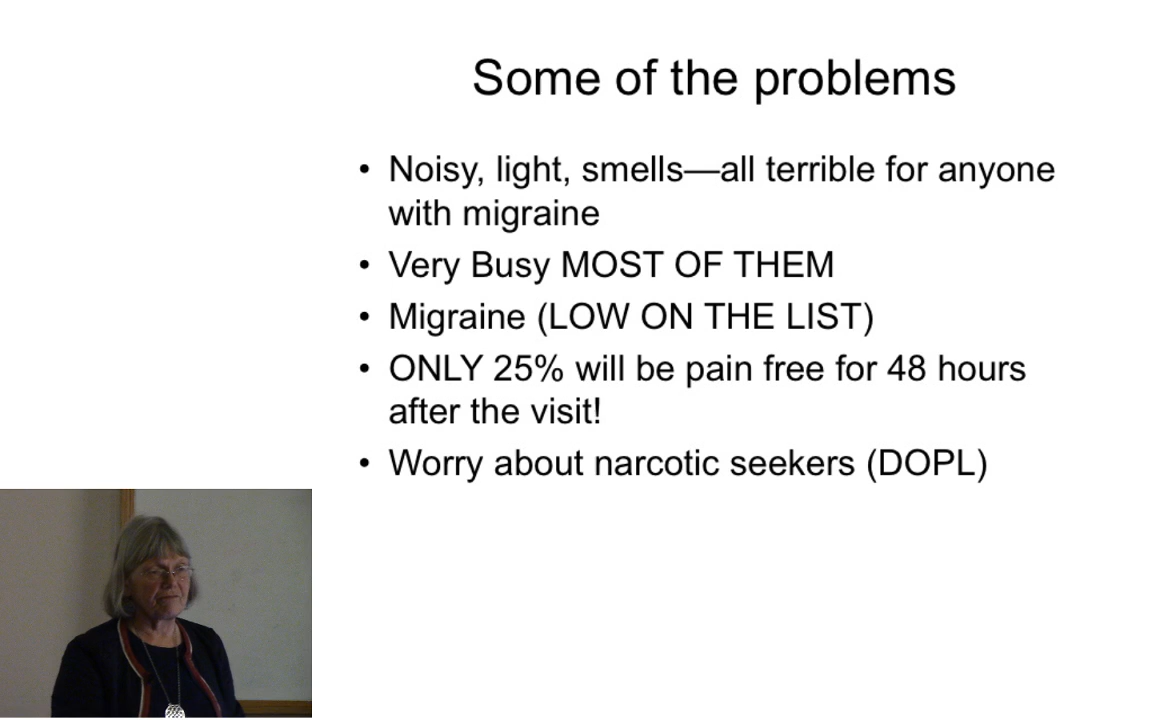 Some of the problems
• Noisy, light, smells—all terrible for anyone
with migraine
• Very Busy MOST OF THEM
• Migraine (LOW ON THE LIST)
• ONLY 25% will be pain free for 48 hours
after the visit!
• Worry about narcotic seekers (DOPL)